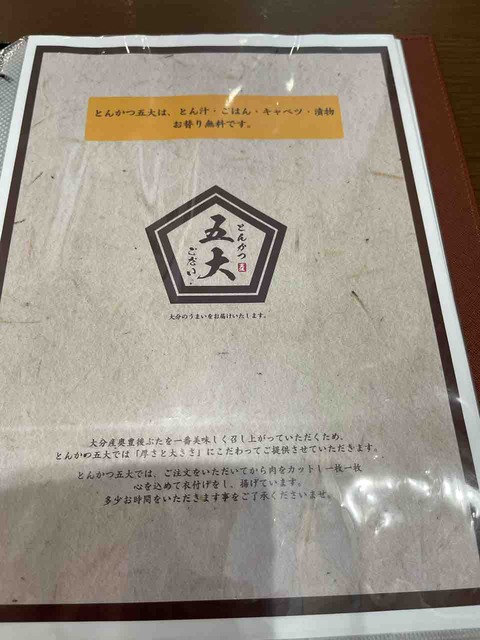 とんかつ五大は、とん汁・ごはん・キャベツ・漬物
お替り無料です。
とんかつ
五大
ござい
大分のうまいをお届けいたします。
大分産奥豊後ぶたを一番美味しく召し上がっていただくため、
とんかつ五大では「厚さと大きさ」にこだわってご提供させていただきます。
とんかつ五大では、ご注文をいただいてから肉をカットし一枚一枚
心を込めて衣付けをし、揚げています。
多少お時間をいただきます事をご了承くださいませ。